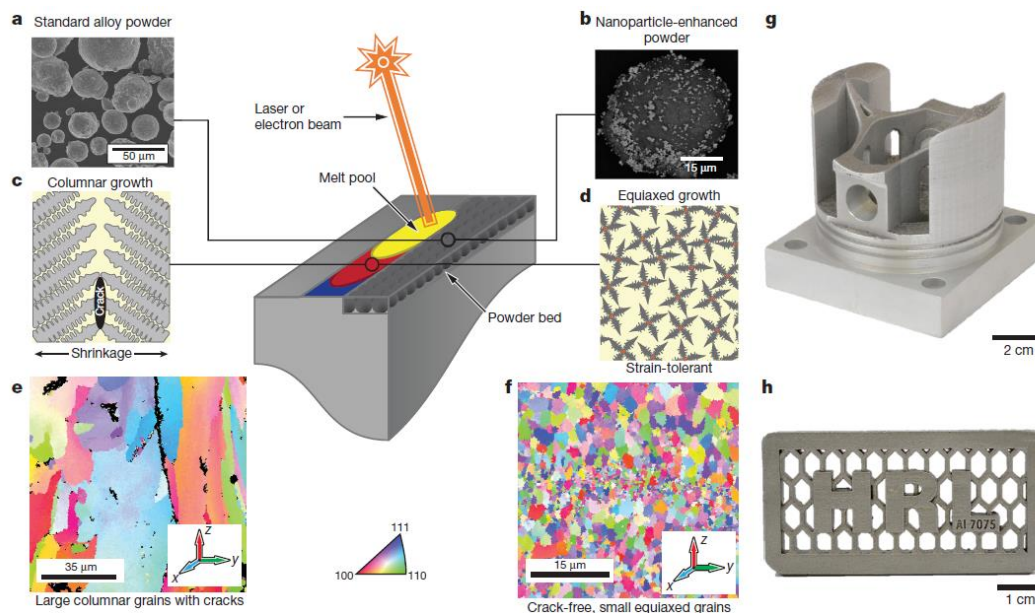 a
Standard alloy powder
50 µm
b
Nanoparticle-enhanced
powder
15 µm
Laser or
electron beam
Melt pool
Powder bed
c
Columnar growth
Crack
Shrinkage
d
Equiaxed growth
Strain-tolerant
e
35 µm
z
y
x
Large columnar grains with cracks
111
100
110
f
15 µm
z
y
x
Crack-free, small equiaxed grains
g
2 cm
h
HRL
Al 7075
1 cm